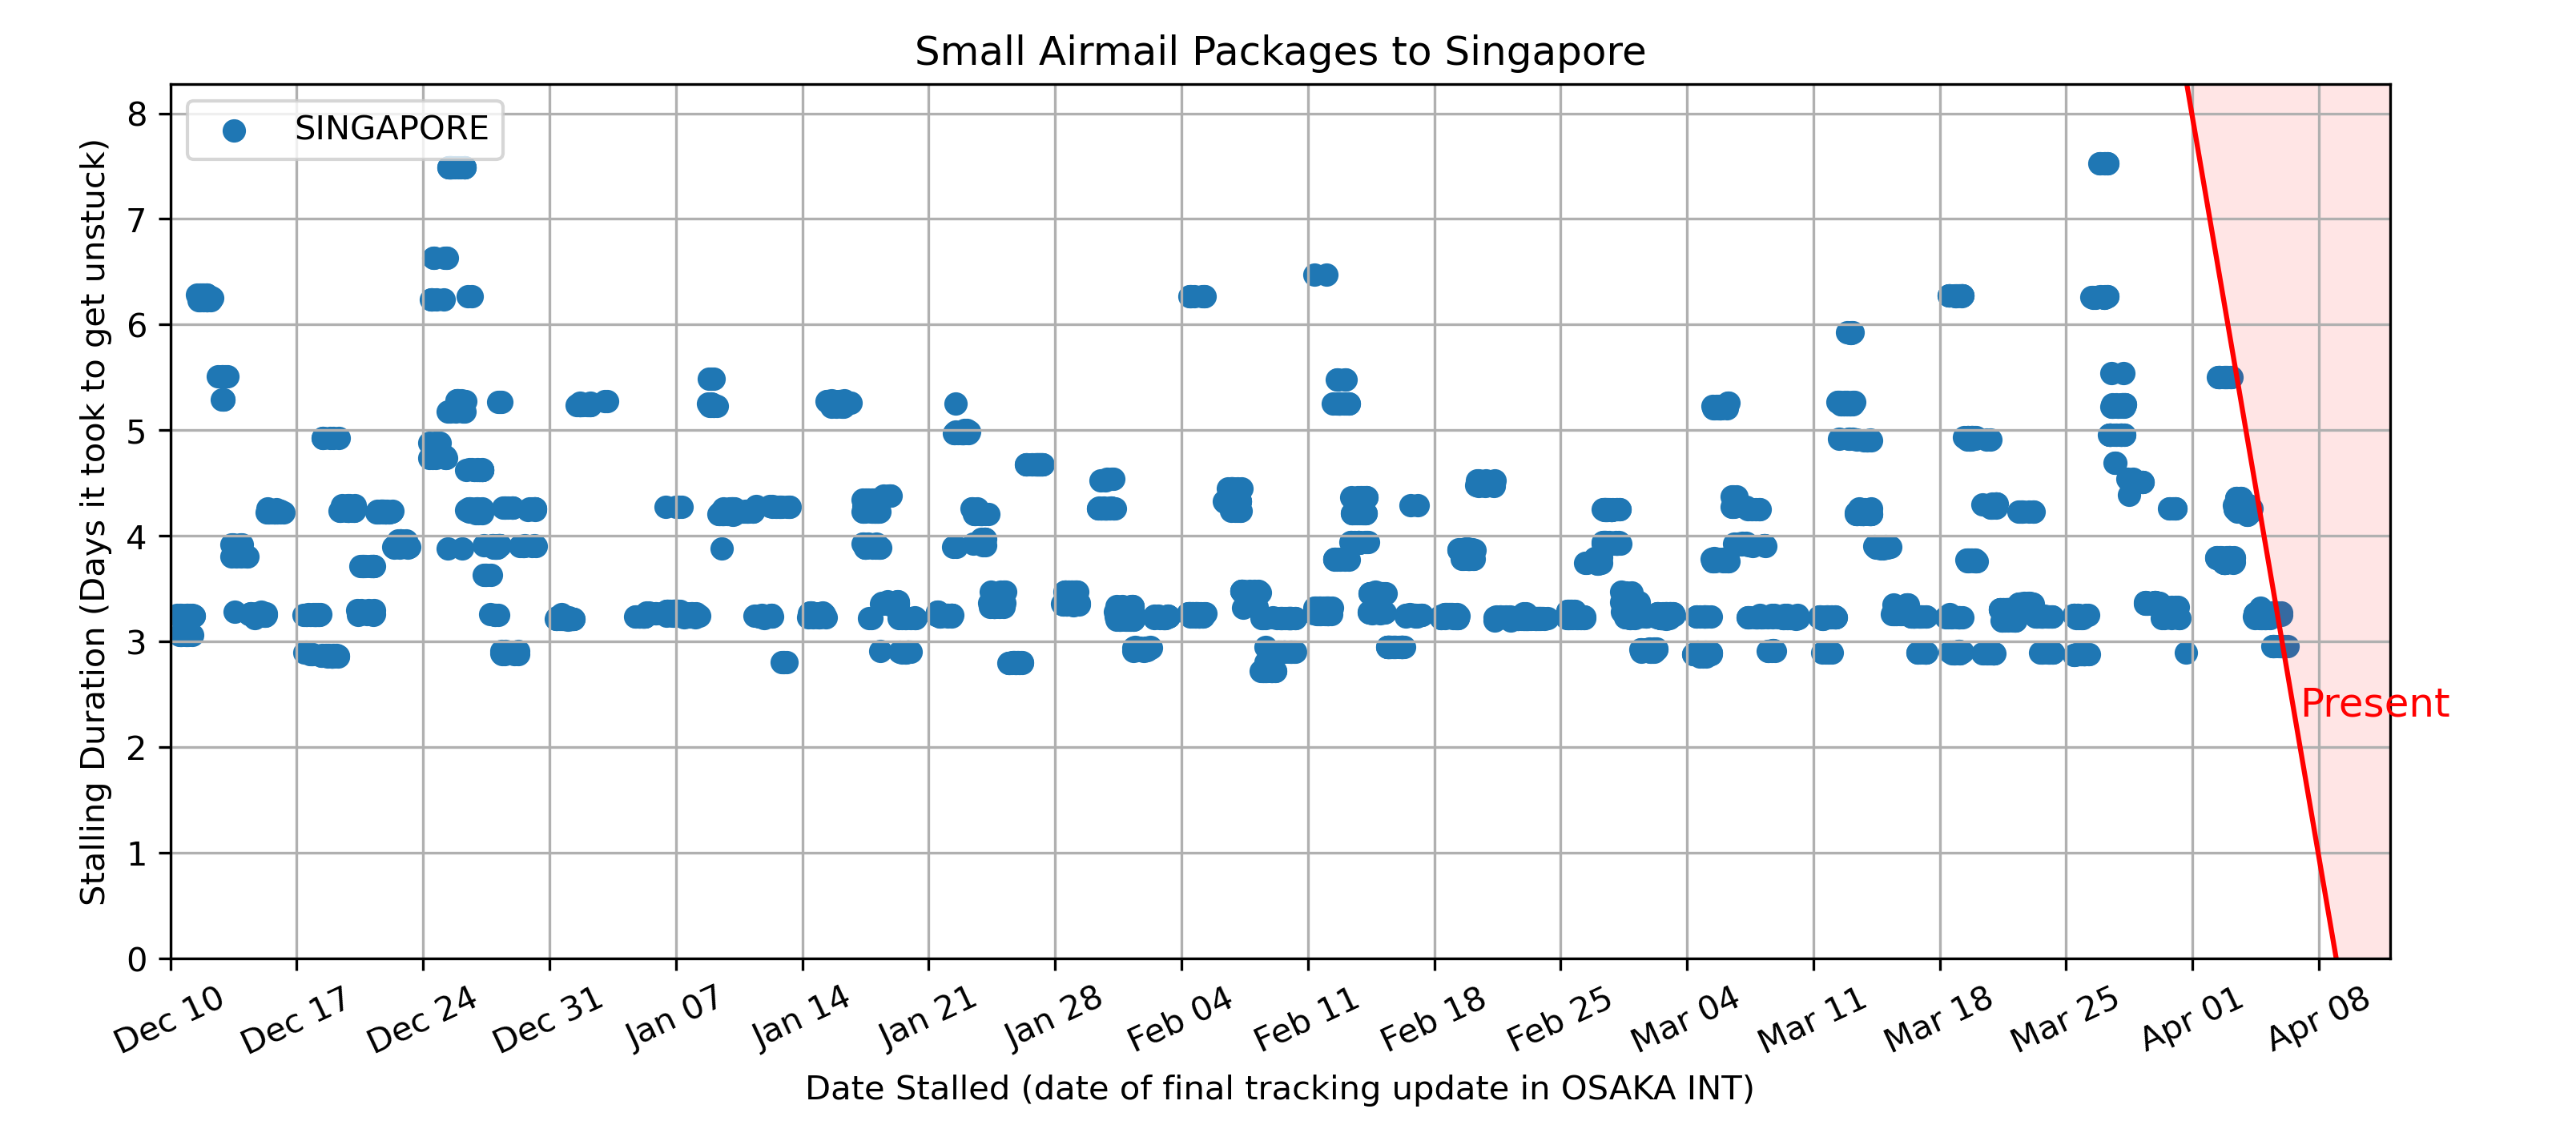 Small Airmail Packages to Singapore
SINGAPORE
Stalling Duration (Days it took to get unstuck)
8
7
6
5
4
3
2
1
0
Present
Dec 10
Dec 17
Dec 24
Dec 31
Jan 07
Jan 14
Jan 21
Jan 28
Feb 04
Feb 11
Feb 18
Feb 25
Mar 04
Mar 11
Mar 18
Mar 25
Apr 01
Apr 08
Date Stalled (date of final tracking update in OSAKA INT)